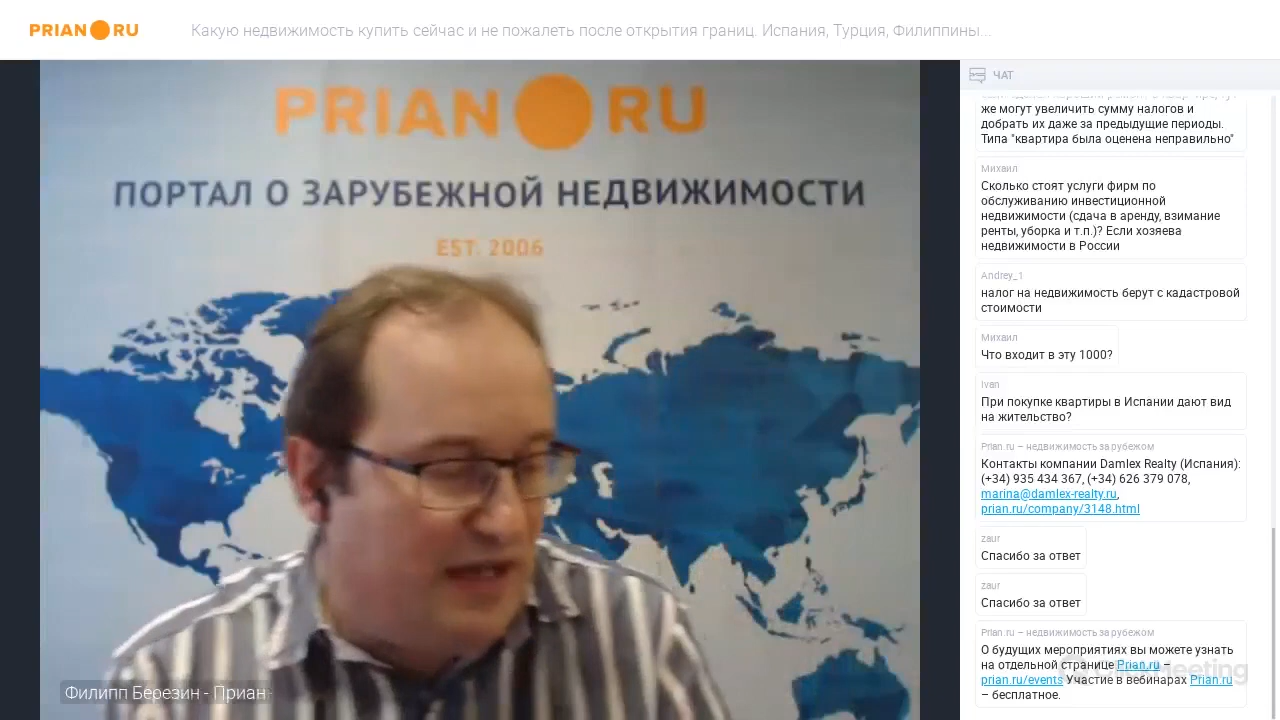 PRIAN RU
Какую недвижимость купить сейчас и не пожалеть после открытия границ. Испания, Турция, Филиппины...
PRIAN RU
ПОРТАЛ О ЗАРУБЕЖНОЙ НЕДВИЖИМОСТИ
EST. 2006
Филипп Березин - Приан
ЧАТ
же могут увеличить сумму налогов и
добрать их даже за предыдущие периоды.
Типа "квартира была оценена неправильно"
Михаил
Сколько стоят услуги фирм по
обслуживанию инвестиционной
недвижимости (сдача в аренду, взимание
ренты, уборка и т.п.)? Если хозяева
недвижимости в России
Andrey_1
налог на недвижимость берут с кадастровой
стоимости
Михаил
Что входит в эту 1000?
Ivan
При покупке квартиры в Испании дают вид
на жительство?
Prian.ru – недвижимость за рубежом
Контакты компании Damlex Realty (Испания):
(+34) 935 434 367, (+34) 626 379 078,
marina@damlex-realty.ru,
prian.ru/company/3148.html
zaur
Спасибо за ответ
zaur
Спасибо за ответ
Prian.ru – недвижимость за рубежом
О будущих мероприятиях вы можете узнать
на отдельной странице Prian.ru –
prian.ru/events Участие в вебинарах Prian.ru
– бесплатное.